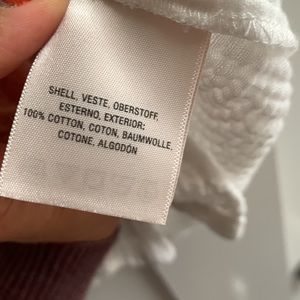 SHELL, VESTE, OBERSTOFF,
ESTERNO, EXTERIOR;
100% COTTON, COTON, BAUMWOLLE,
COTONE, ALGODÓN